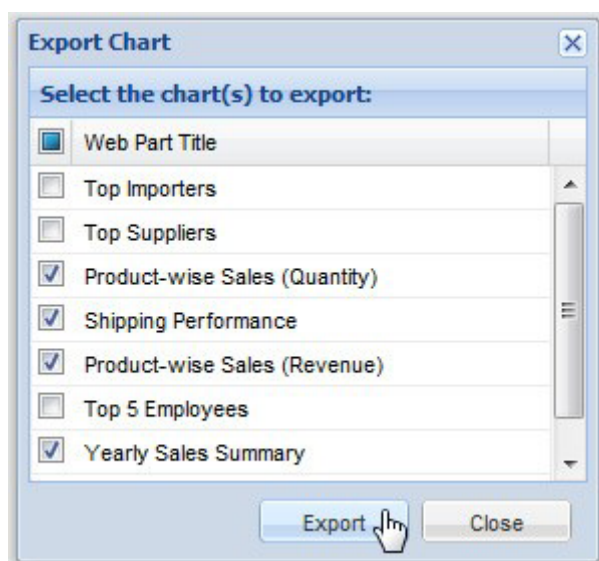 Export Chart
Select the chart(s) to export:
Web Part Title
Top Importers
Top Suppliers
Product-wise Sales (Quantity)
Shipping Performance
Product-wise Sales (Revenue)
Top 5 Employees
Yearly Sales Summary
Export Close